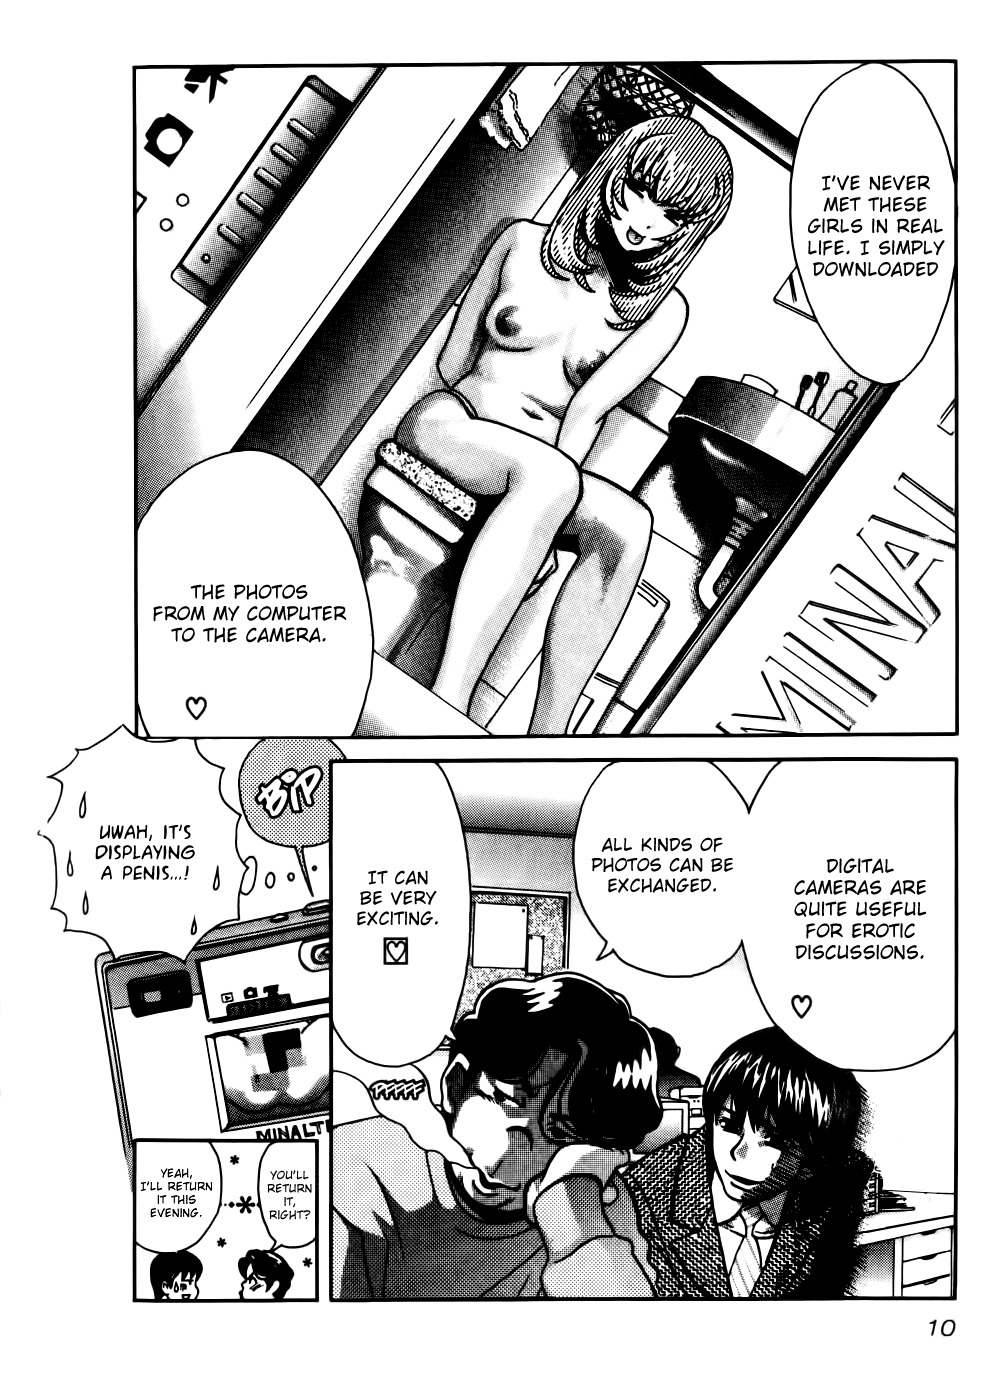 I'VE NEVER
MET THESE
GIRLS IN REAL
LIFE. I SIMPLY
DOWNLOADED
THE PHOTOS
FROM MY COMPUTER
TO THE CAMERA.
♡
MINAL
DIGITAL
CAMERAS ARE
QUITE USEFUL
FOR EROTIC
DISCUSSIONS.
♡
ALL KINDS OF
PHOTOS CAN BE
EXCHANGED.
IT CAN
BE VERY
EXCITING.
♡
BIP
UWAH, IT'S
DISPLAYING
A PENIS...!
MINALT
YOU'LL
RETURN
IT,
RIGHT?
YEAH,
I'LL RETURN
IT THIS
EVENING.
10